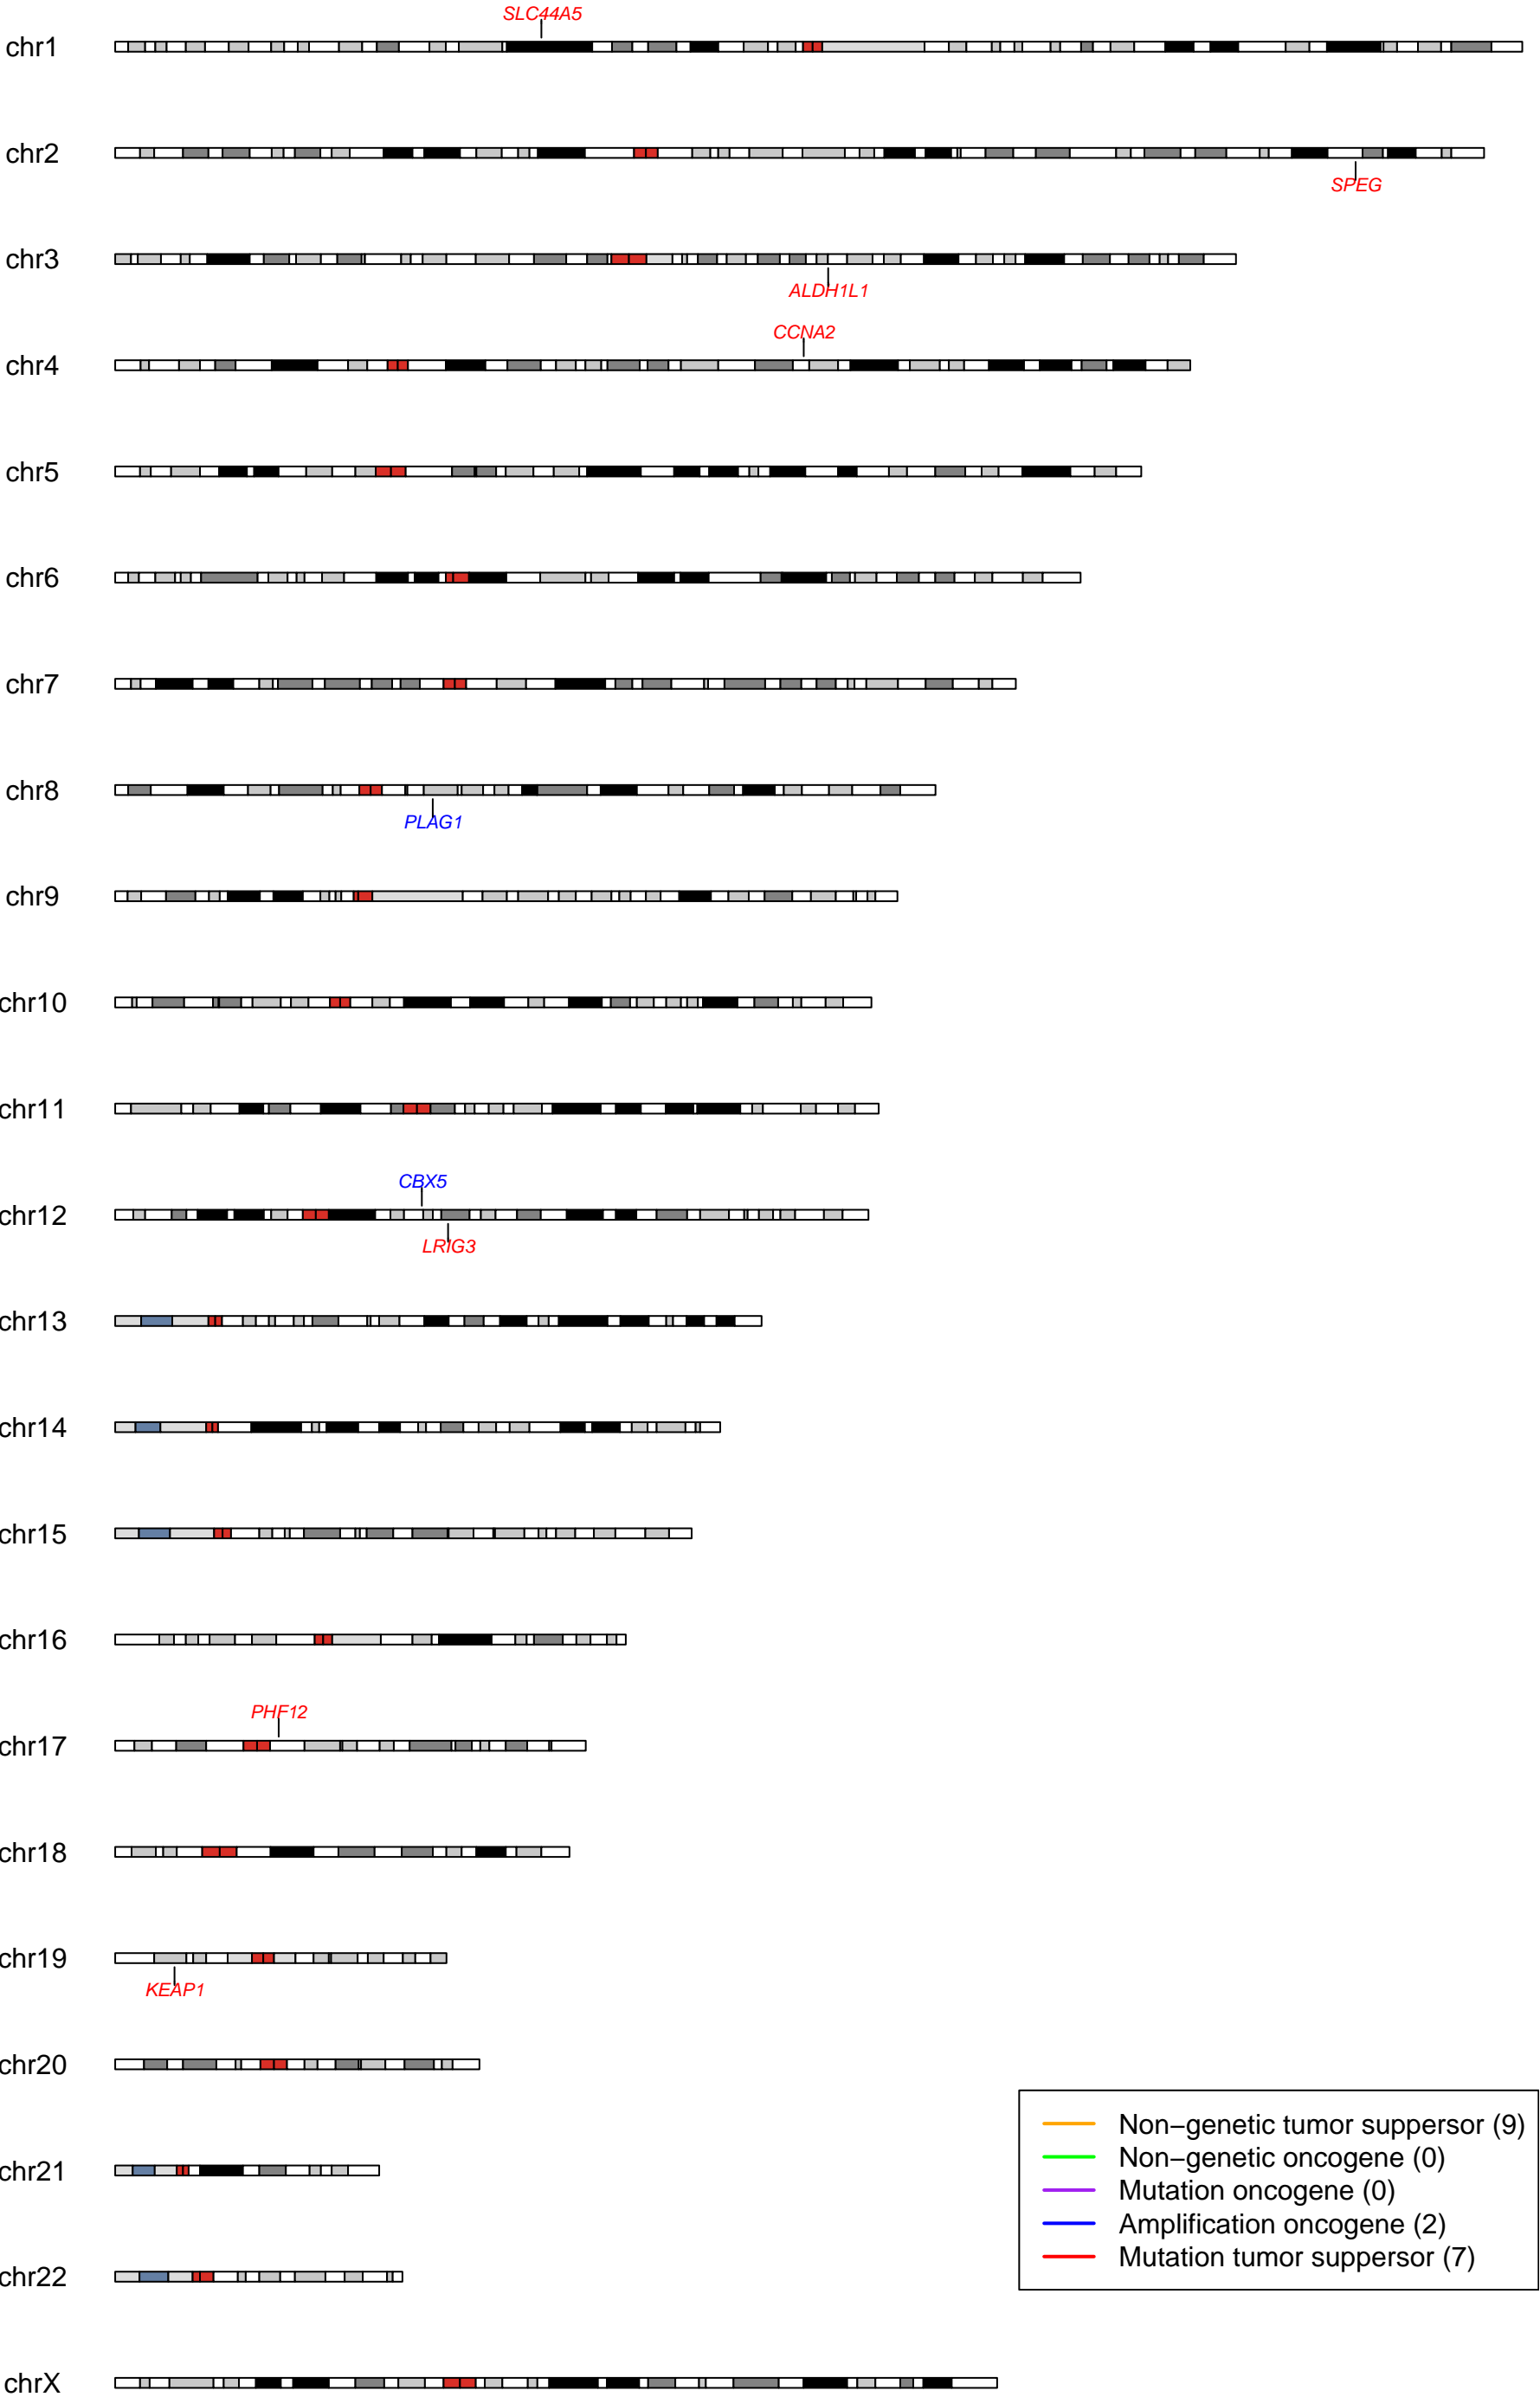 SLC44A5
chr1
chr2
SPEG
chr3
ALDH1L1
CCNA2
chr4
chr5
chr6
chr7
chr8
PLAG1
chr9
chr10
chr11
CBX5
chr12
LRIG3
chr13
chr14
chr15
chr16
PHF12
chr17
chr18
chr19
KEAP1
chr20
Non−genetic tumor suppersor (9)
Non−genetic oncogene (0)
Mutation oncogene (0)
Amplification oncogene (2)
Mutation tumor suppersor (7)
chr21
chr22
chrX